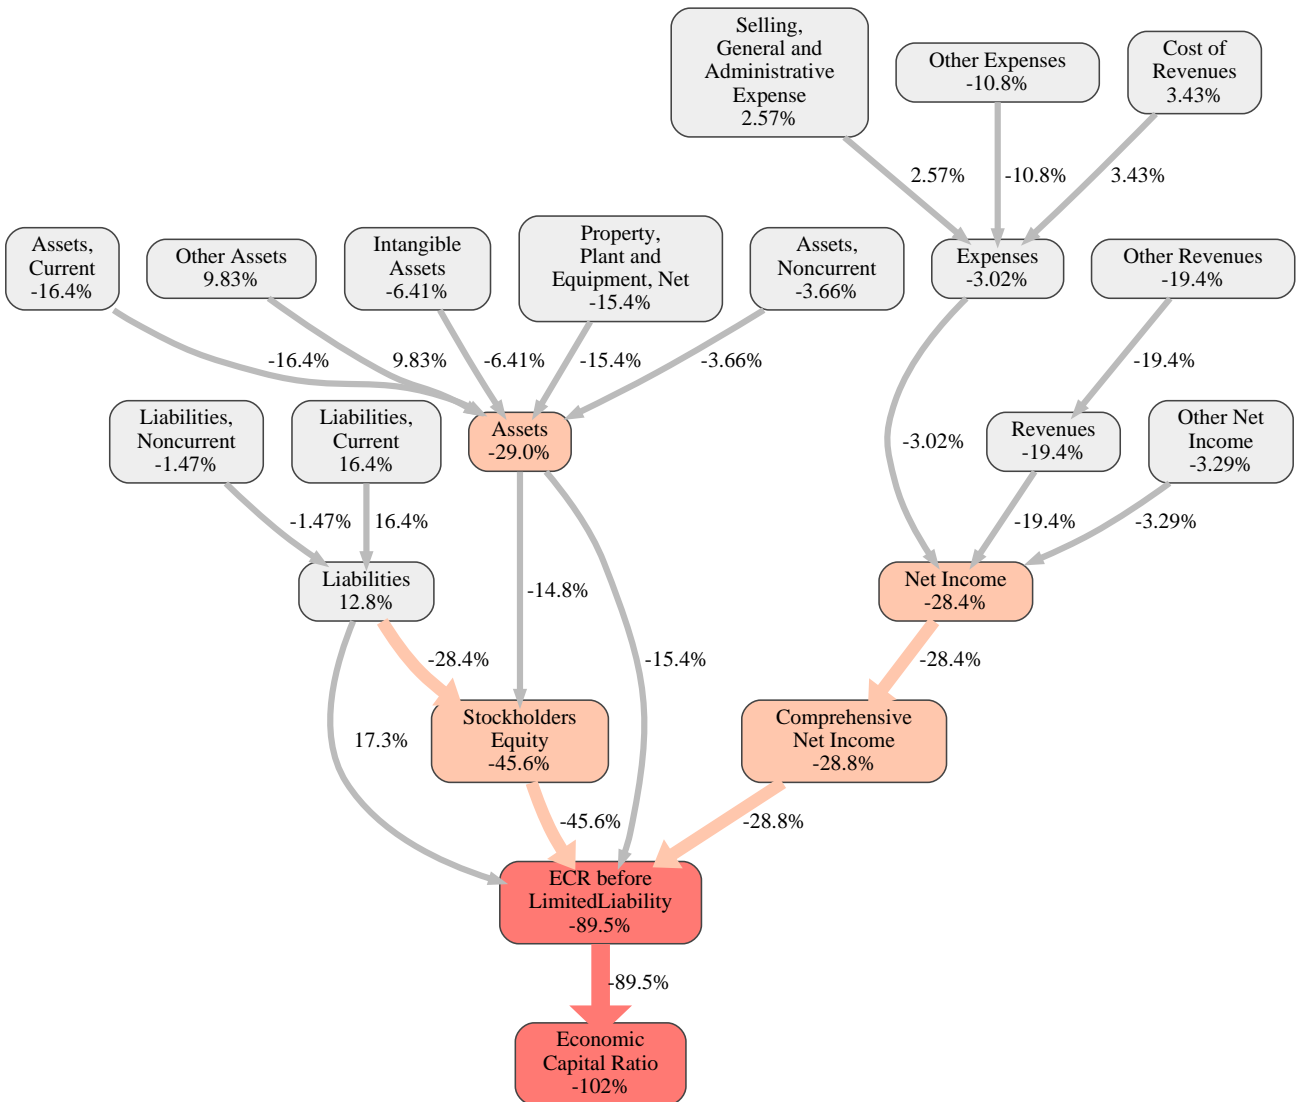 Selling,
General and
Administrative
Expense
2.57%
Other Expenses
-10.8%
Cost of
Revenues
3.43%
2.57%
-10.8%
3.43%
Assets,
Current
-16.4%
Other Assets
9.83%
Intangible
Assets
-6.41%
Property,
Plant and
Equipment, Net
-15.4%
Assets,
Noncurrent
-3.66%
Expenses
-3.02%
Other Revenues
-19.4%
-16.4%
9.83%
-6.41%
-15.4%
-3.66%
-19.4%
Liabilities,
Noncurrent
-1.47%
Liabilities,
Current
16.4%
Assets
-29.0%
-3.02%
Revenues
-19.4%
Other Net
Income
-3.29%
-1.47%
16.4%
-19.4%
-3.29%
Liabilities
12.8%
-14.8%
Net Income
-28.4%
-28.4%
-15.4%
-28.4%
17.3%
Stockholders
Equity
-45.6%
Comprehensive
Net Income
-28.8%
-45.6%
-28.8%
ECR before
LimitedLiability
-89.5%
-89.5%
Economic
Capital Ratio
-102%